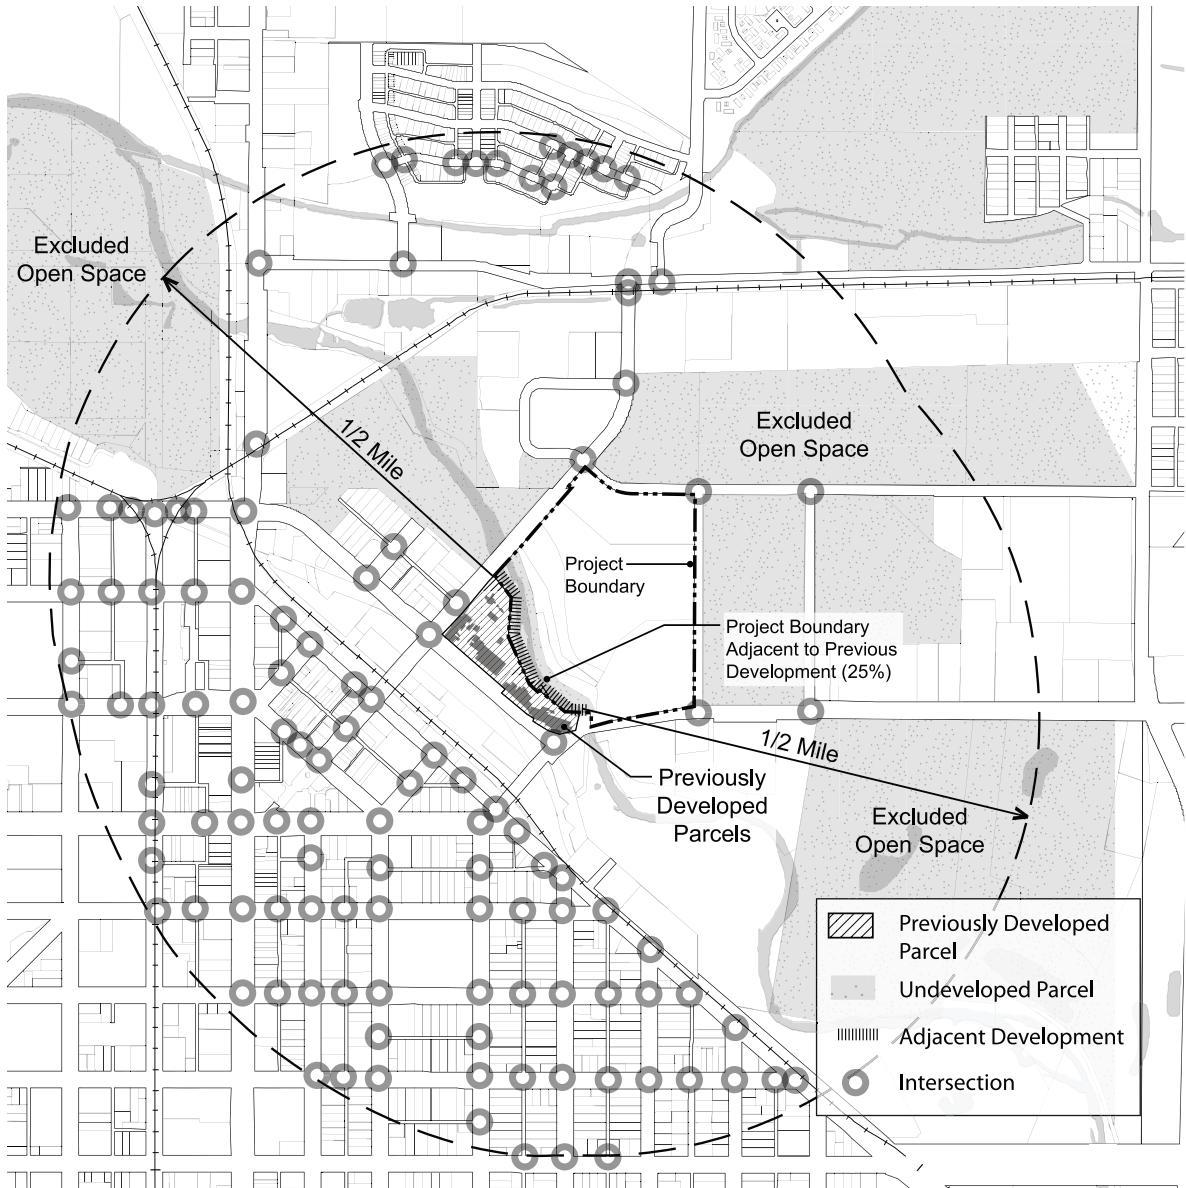 Excluded
Open Space
1/2 Mile
Excluded
Open Space
Project
Boundary
Project Boundary
Adjacent to Previous
Development (25%)
1/2 Mile
Previously
Developed
Parcels
Excluded
Open Space
Previously Developed
Parcel
Undeveloped Parcel
Adjacent Development
Intersection